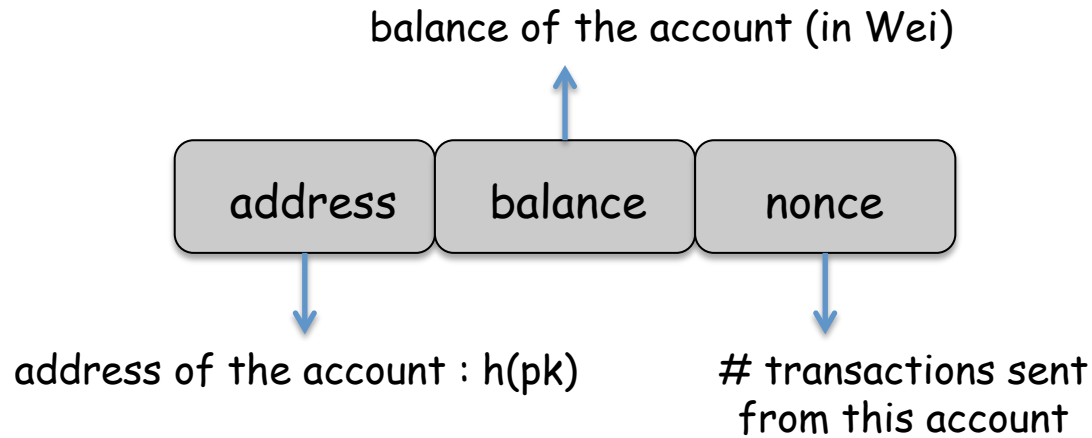 balance of the account (in Wei)
address
balance
nonce
address of the account : h(pk)
# transactions sent
from this account